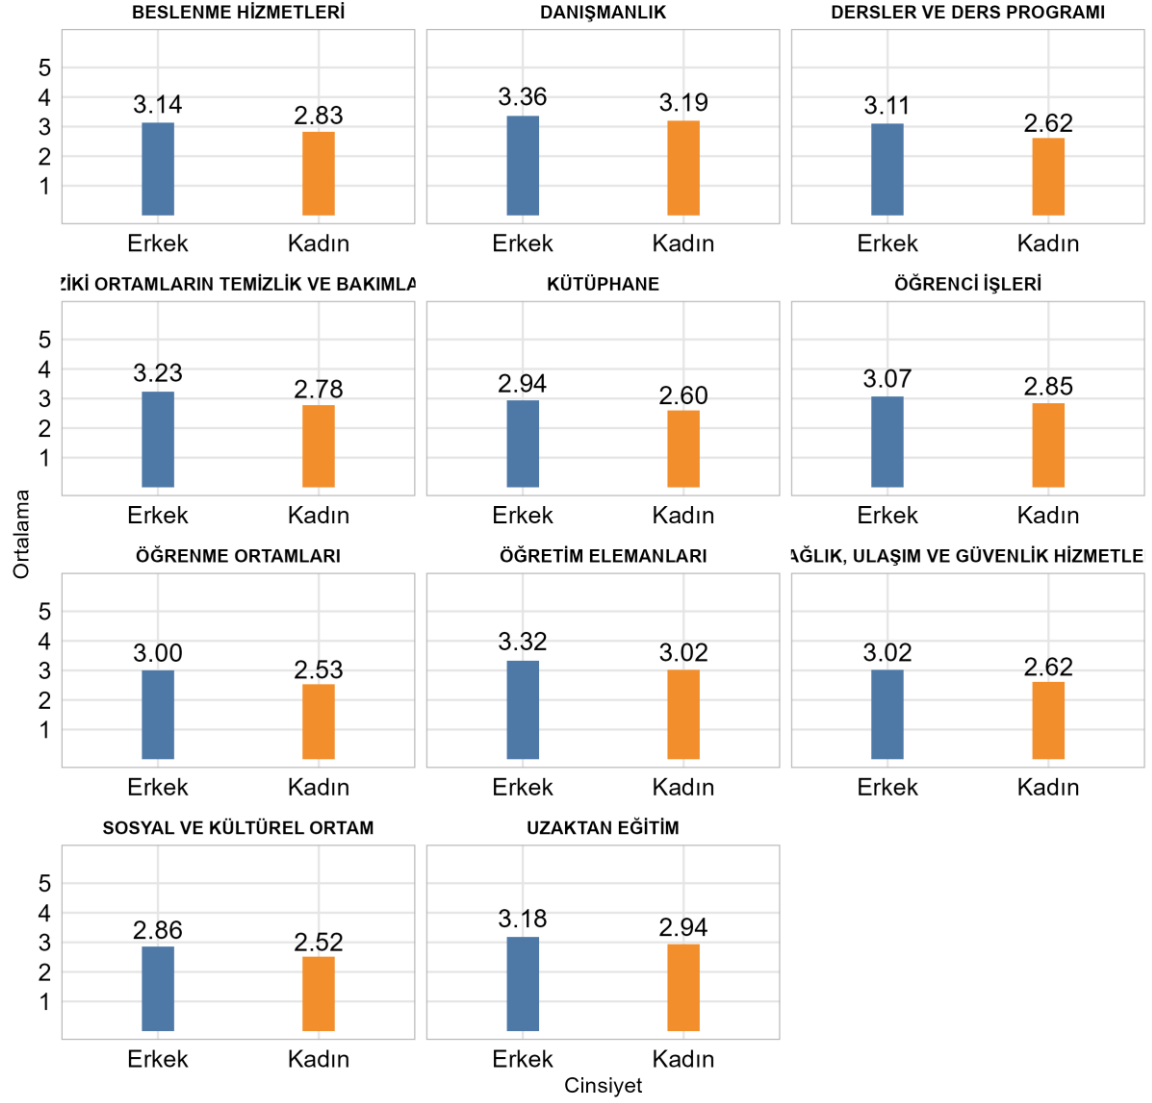 BESLENME HİZMETLERİ
DANIŞMANLIK
DERSLER VE DERS PROGRAMI
5
4
3
2
1
3.14
2.83
3.36
3.19
3.11
2.62
Erkek
Kadın
Erkek
Kadın
Erkek
Kadın
ZİKİ ORTAMLARIN TEMİZLİK VE BAKIMLA
KÜTÜPHANE
ÖĞRENCİ İŞLERİ
5
4
3
2
1
3.23
2.78
2.94
2.60
3.07
2.85
Erkek
Kadın
Erkek
Kadın
Erkek
Kadın
Ortalama
ÖĞRENME ORTAMLARI
ÖĞRETİM ELEMANLARI
AĞLIK, ULAŞIM VE GÜVENLİK HİZMETLE
5
4
3
2
1
3.00
2.53
3.32
3.02
3.02
2.62
Erkek
Kadın
Erkek
Kadın
Erkek
Kadın
SOSYAL VE KÜLTÜREL ORTAM
UZAKTAN EĞİTİM
5
4
3
2
1
2.86
2.52
3.18
2.94
Erkek
Kadın
Erkek
Kadın
Cinsiyet